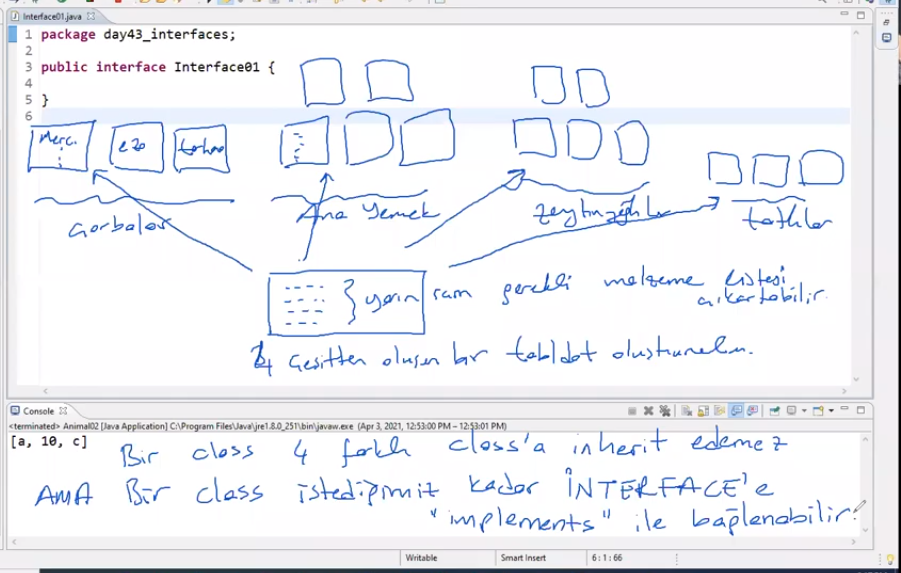 Interface01.java
1 package day43_interfaces;
2
3 public interface Interface01 {
4
5 }
6
Merc.
ezo
Çorbalar
Ana Yemek
zeytinyağlılar
tatlılar
yarın için gerekli malzeme listesi
çıkartabilir.
4 Çeşitten oluşan bir tabldot oluşturalım.
Console
<terminated> Animal02 [Java Application] C:\Program Files\Java\jre1.8.0_251\bin\javaw.exe (Apr 3, 2021, 12:53:00 PM – 12:53:01 PM)
[a, 10, c]
Bir class 4 farklı class'a inherit edemez
AMA Bir class istediğimiz kadar İNTERFACE'e
"implements" ile bağlanabilir.
Writable
Smart Insert
6 : 1 : 66